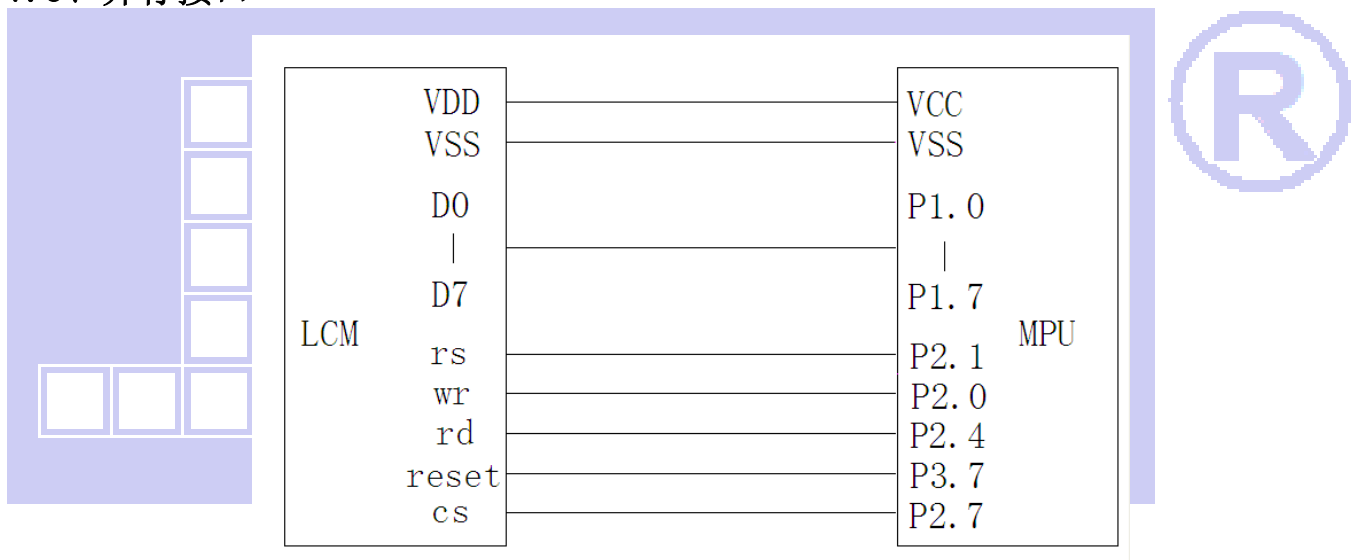 VDD VCC
VSS VSS
D0 P1.0
| |
D7 P1.7
LCM MPU
rs P2.1
wr P2.0
rd P2.4
reset P3.7
cs P2.7
®